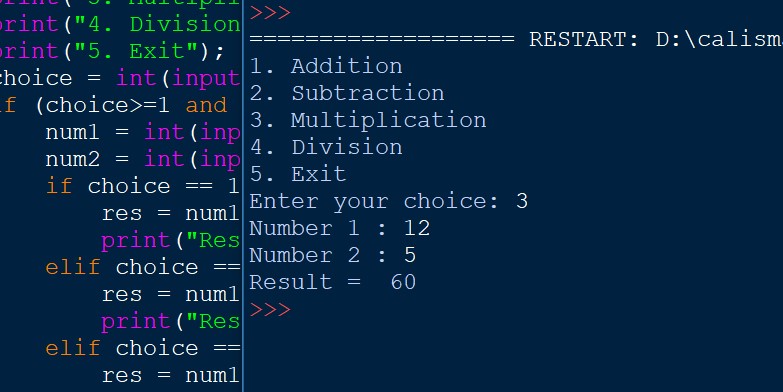 print("3. Multipli
print("4. Division
print("5. Exit");
choice = int(input
if (choice>=1 and
num1 = int(inp
num2 = int(inp
if choice == 1
res = num1
print("Res
elif choice ==
res = num1
print("Res
elif choice ==
res = num1
>>>
==================== RESTART: D:\calism
1. Addition
2. Subtraction
3. Multiplication
4. Division
5. Exit
Enter your choice: 3
Number 1 : 12
Number 2 : 5
Result =  60
>>>